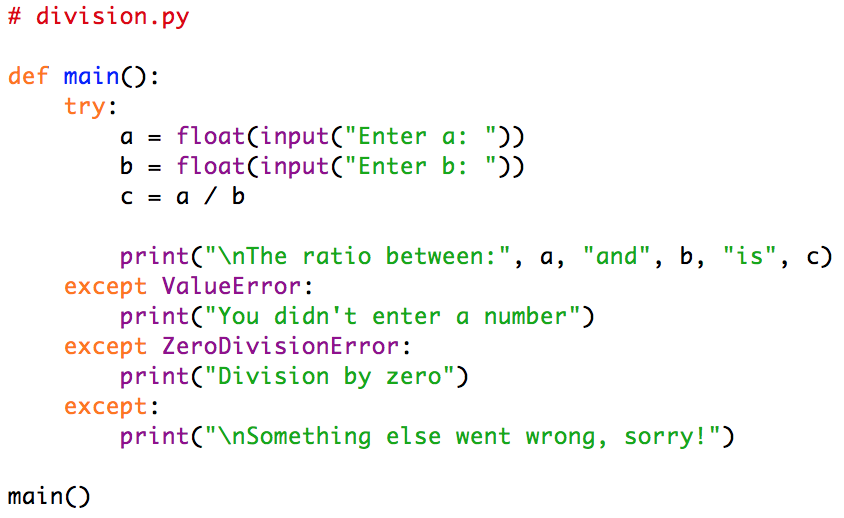 # division.py
def main():
    try:
        a = float(input("Enter a: "))
        b = float(input("Enter b: "))
        c = a / b
        print("\nThe ratio between:", a, "and", b, "is", c)
    except ValueError:
        print("You didn't enter a number")
    except ZeroDivisionError:
        print("Division by zero")
    except:
        print("\nSomething else went wrong, sorry!")
main()